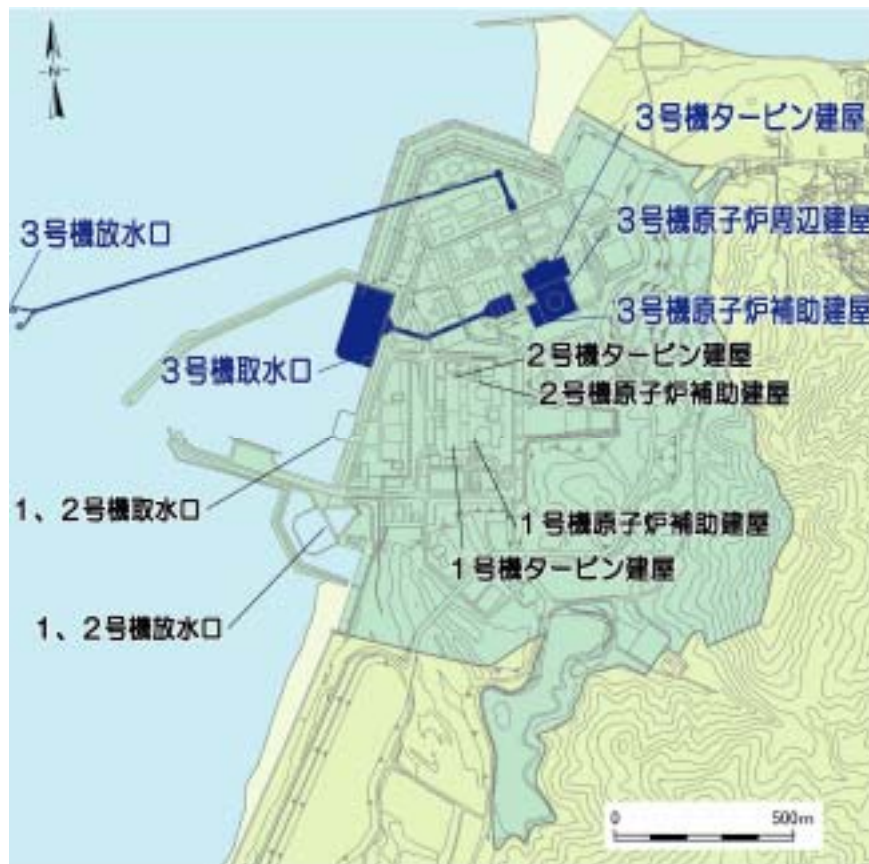 N
3号機タービン建屋
3号機原子炉周辺建屋
3号機放水口
3号機原子炉補助建屋
2号機タービン建屋
3号機取水口
2号機原子炉補助建屋
1、2号機取水口
1号機原子炉補助建屋
1号機タービン建屋
1、2号機放水口
0 500m